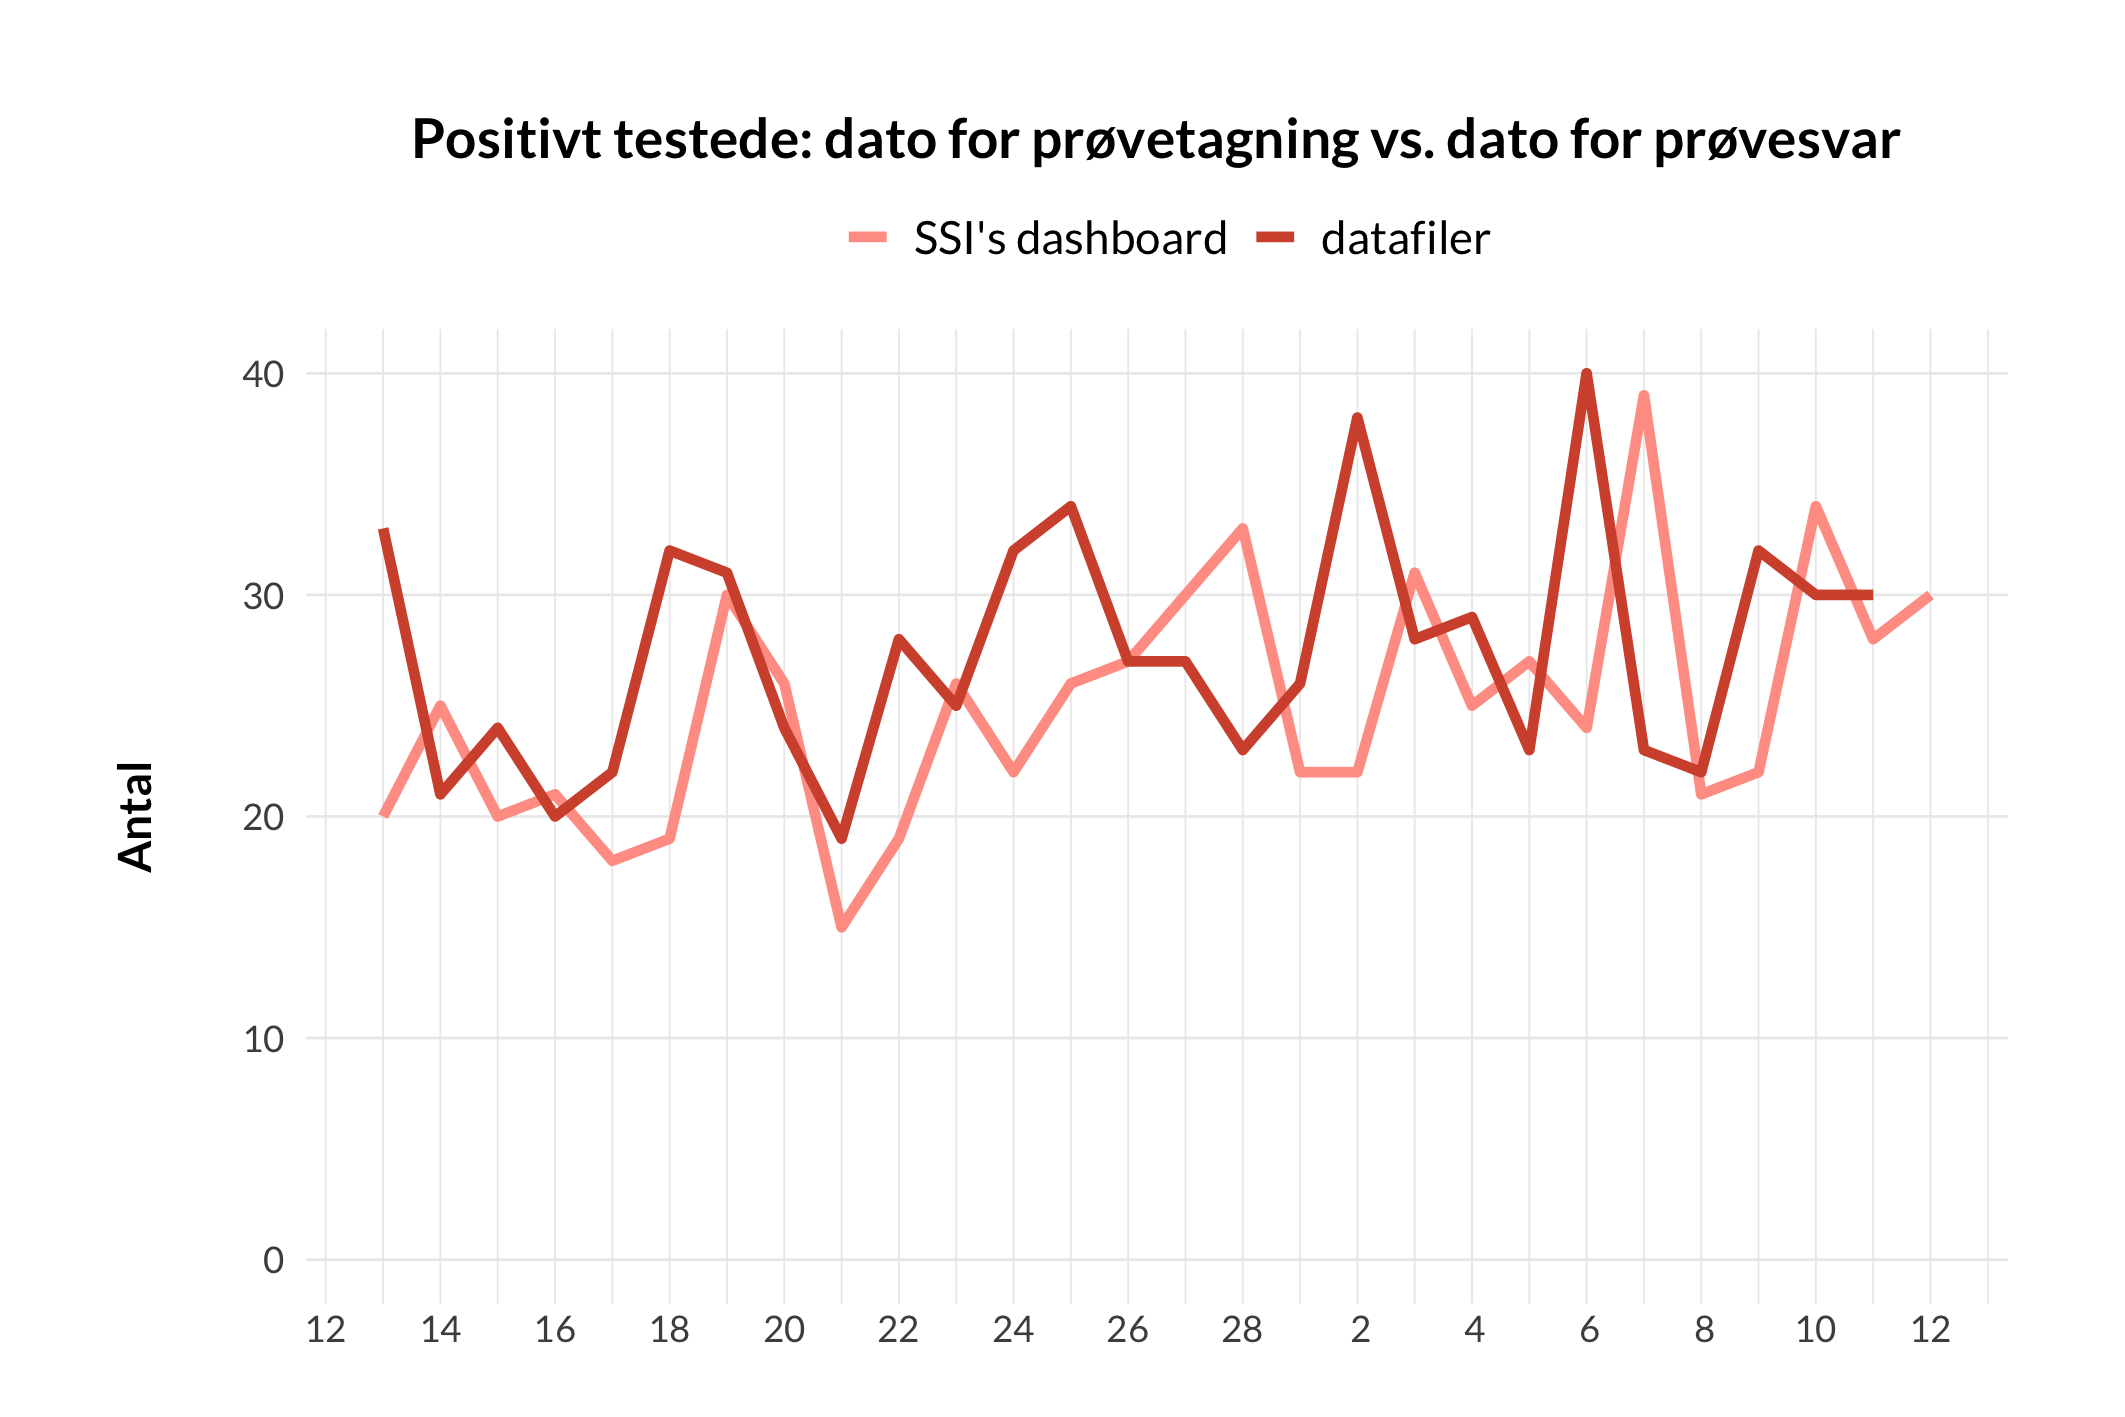 Positivt testede: dato for prøvetagning vs. dato for prøvesvar
SSI's dashboard datafiler
Antal
40
30
20
10
0
12 14 16 18 20 22 24 26 28 2 4 6 8 10 12